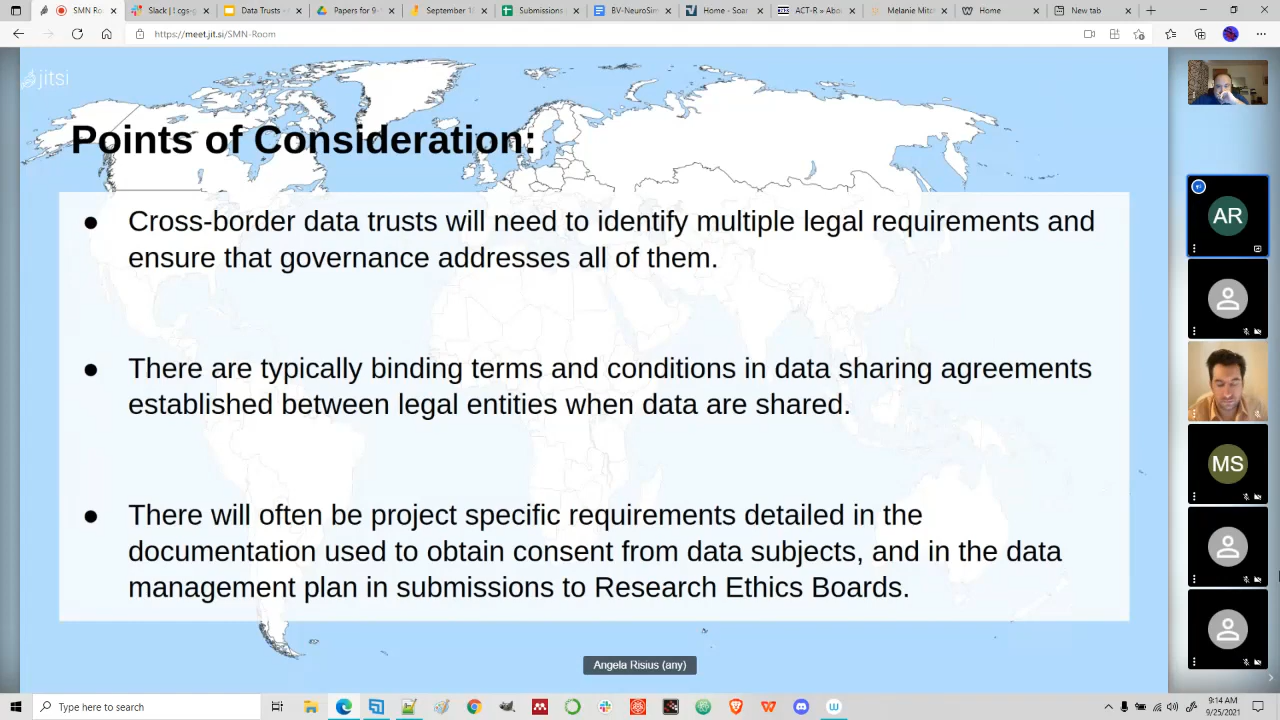 SMN Roo
Slack | l.cgs-g
Data Trusts
Papers for 9-
September 18
Submissions
BV-NeuroSim
Home - Soar
ACT-R » Abou
Melanie Mitc
Home
New tab
https://meet.jit.si/SMN-Room
jitsi
Points of Consideration:
● Cross-border data trusts will need to identify multiple legal requirements and
ensure that governance addresses all of them.
● There are typically binding terms and conditions in data sharing agreements
established between legal entities when data are shared.
● There will often be project specific requirements detailed in the
documentation used to obtain consent from data subjects, and in the data
management plan in submissions to Research Ethics Boards.
AR
MS
Angela Risius (any)
Type here to search
9:14 AM
9/25/2021